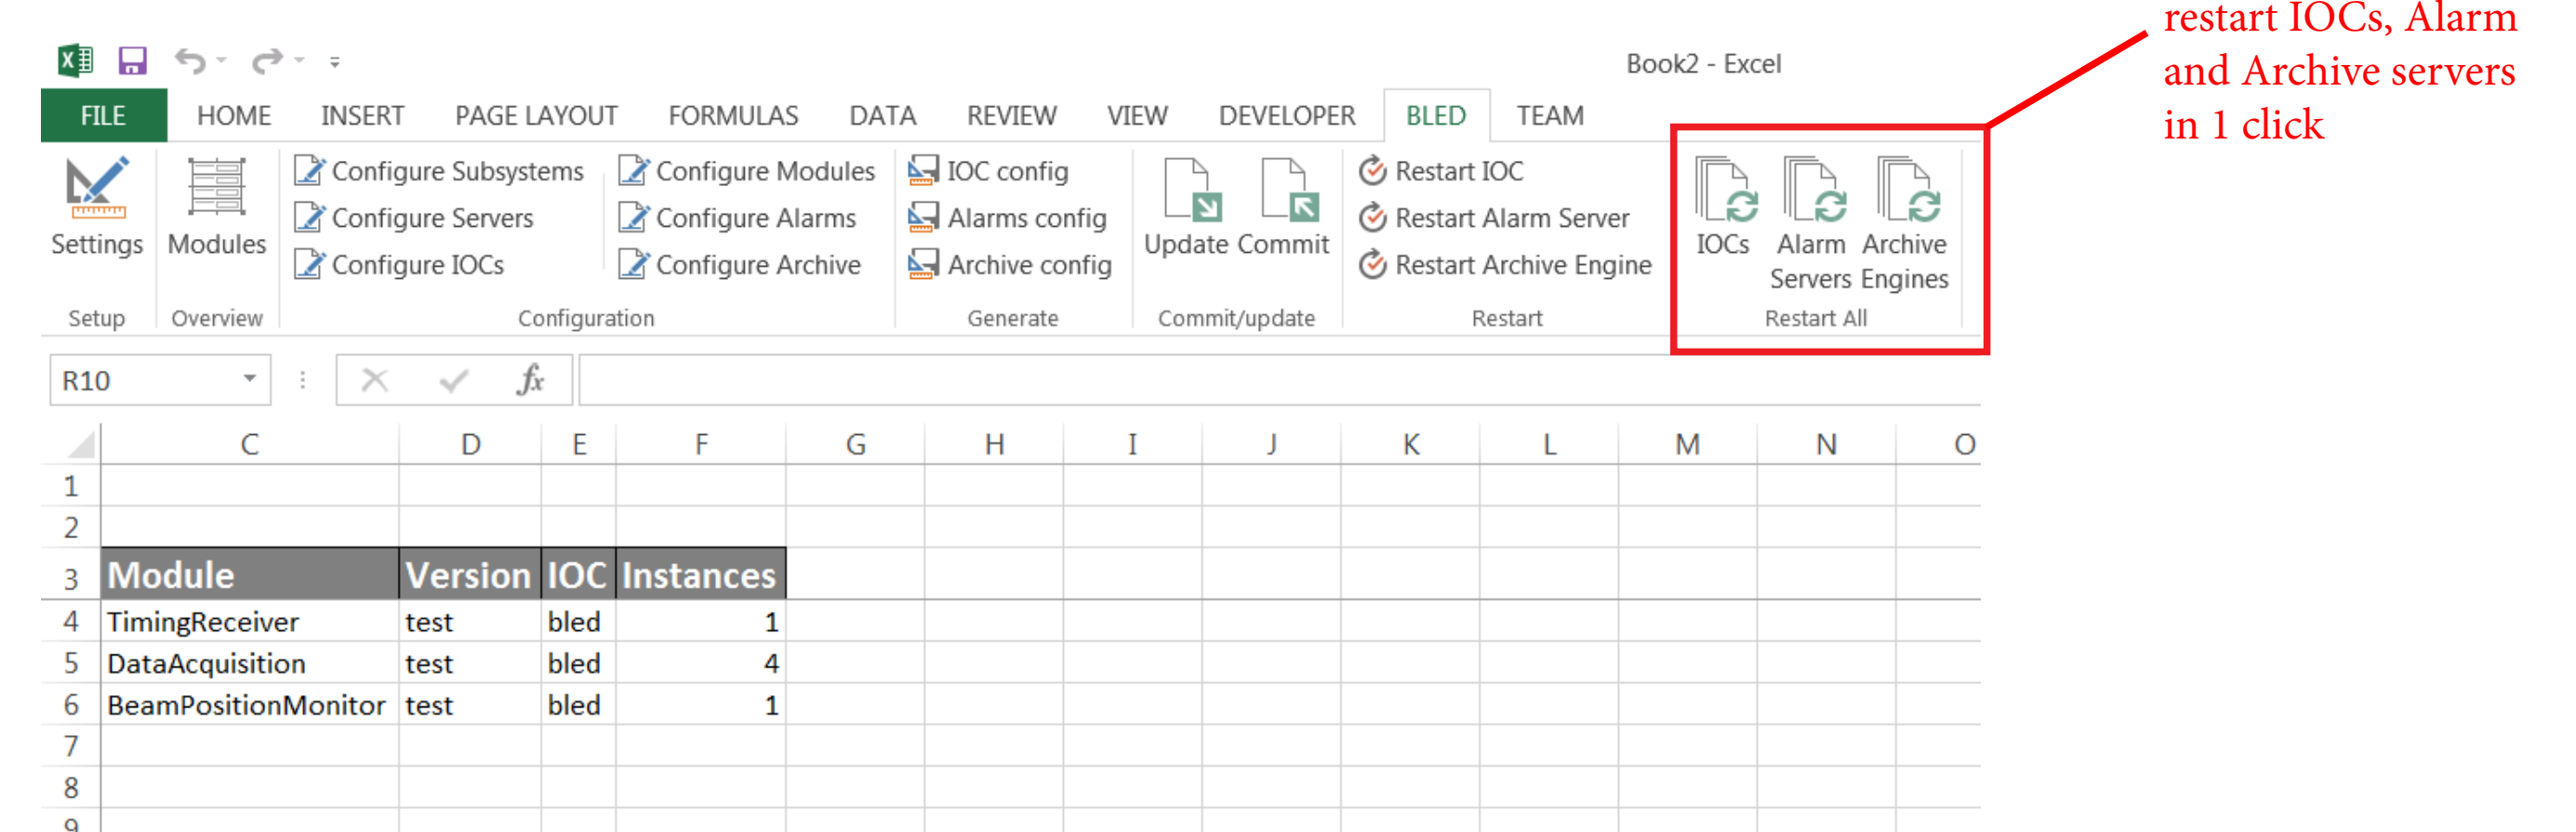 restart IOCs, Alarm
and Archive servers
in 1 click
Book2 - Excel
FILE HOME INSERT PAGE LAYOUT FORMULAS DATA REVIEW VIEW DEVELOPER BLED TEAM
Settings
Setup
Modules
Overview
Configure Subsystems
Configure Servers
Configure IOCs
Configure Modules
Configure Alarms
Configure Archive
Configuration
IOC config
Alarms config
Archive config
Generate
Update Commit
Commit/update
Restart IOC
Restart Alarm Server
Restart Archive Engine
Restart
IOCs
Alarm
Servers
Archive
Engines
Restart All
R10 fx
C D E F G H I J K L M N O
1
2
3 Module Version IOC Instances
4 TimingReceiver test bled 1
5 DataAcquisition test bled 4
6 BeamPositionMonitor test bled 1
7
8
9